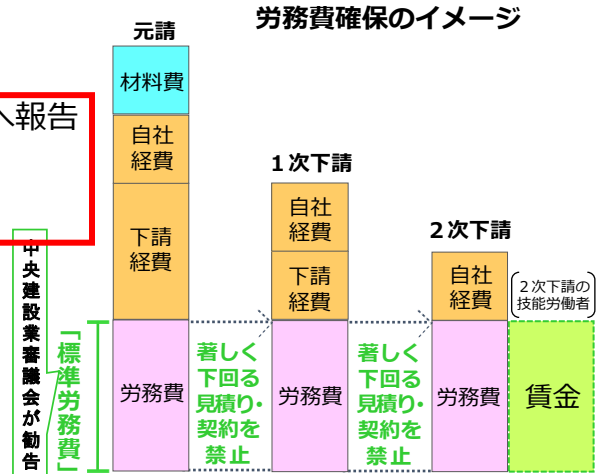 労務費確保のイメージ
元請
材料費
自社
経費
下請
経費
労務費
へ報告
中央建設業審議会が勧告
「標準労務費」
著しく
下回る
見積り・
契約を
禁止
1次下請
自社
経費
下請
経費
労務費
著しく
下回る
見積り・
契約を
禁止
2次下請
自社
経費
労務費
(2次下請の
技能労働者)
賃金